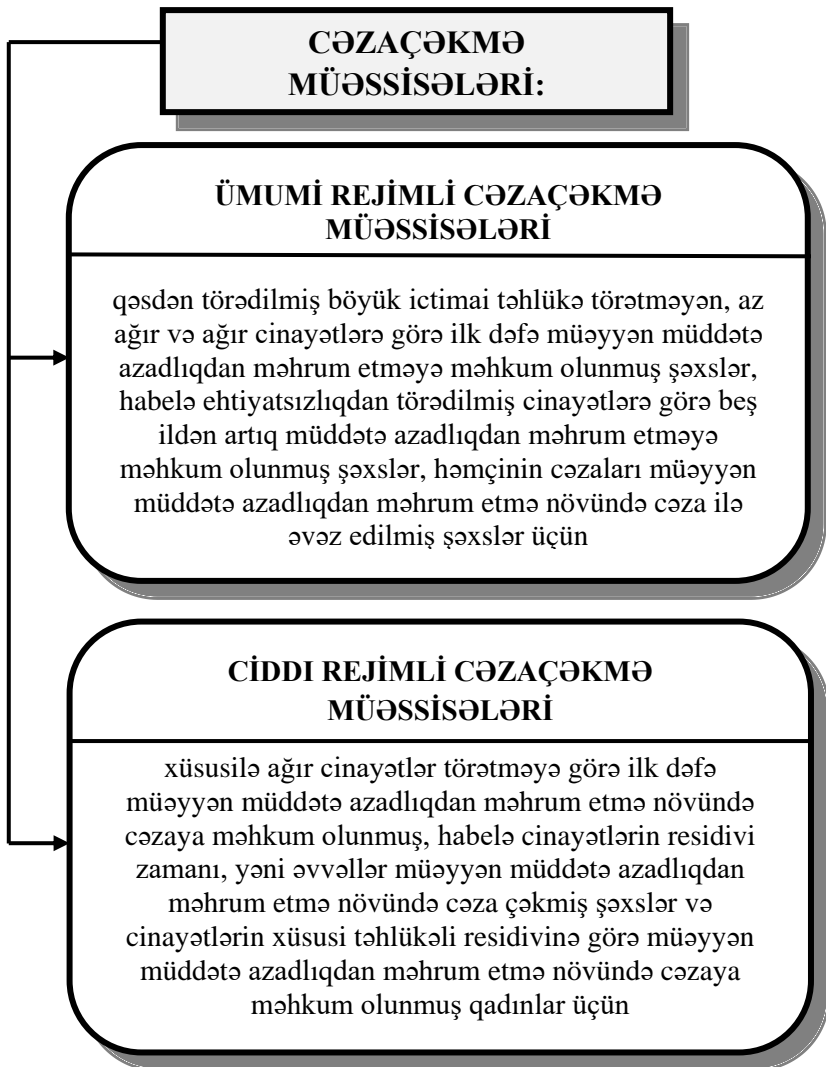 CƏZAÇƏKMƏ
MÜƏSSİSƏLƏRİ:
ÜMUMİ REJİMLİ CƏZAÇƏKMƏ
MÜƏSSİSƏLƏRİ
qəsdən törədilmiş böyük ictimai təhlükə törətməyən, az
ağır və ağır cinayətlərə görə ilk dəfə müəyyən müddətə
azadlıqdan məhrum etməyə məhkum olunmuş şəxslər,
habelə ehtiyatsızlıqdan törədilmiş cinayətlərə görə beş
ildən artıq müddətə azadlıqdan məhrum etməyə
məhkum olunmuş şəxslər, həmçinin cəzaları müəyyən
müddətə azadlıqdan məhrum etmə növündə cəza ilə
əvəz edilmiş şəxslər üçün
CİDDI REJİMLİ CƏZAÇƏKMƏ
MÜƏSSİSƏLƏRİ
xüsusilə ağır cinayətlər törətməyə görə ilk dəfə
müəyyən müddətə azadlıqdan məhrum etmə növündə
cəzaya məhkum olunmuş, habelə cinayətlərin residivi
zamanı, yəni əvvəllər müəyyən müddətə azadlıqdan
məhrum etmə növündə cəza çəkmiş şəxslər və
cinayətlərin xüsusi təhlükəli residivinə görə müəyyən
müddətə azadlıqdan məhrum etmə növündə cəzaya
məhkum olunmuş qadınlar üçün